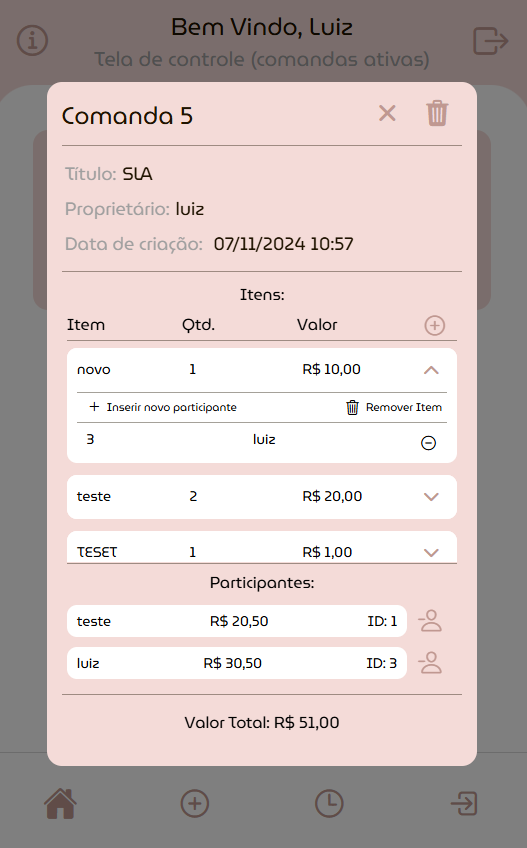 Bem Vindo, Luiz
Tela de controle (comandas ativas)
Comanda 5
Título: SLA
Proprietário: luiz
Data de criação: 07/11/2024 10:57
Itens:
Item Qtd. Valor
novo 1 R$ 10,00
Inserir novo participante Remover Item
3 luiz
teste 2 R$ 20,00
TESET 1 R$ 1,00
Participantes:
teste R$ 20,50 ID: 1
luiz R$ 30,50 ID: 3
Valor Total: R$ 51,00